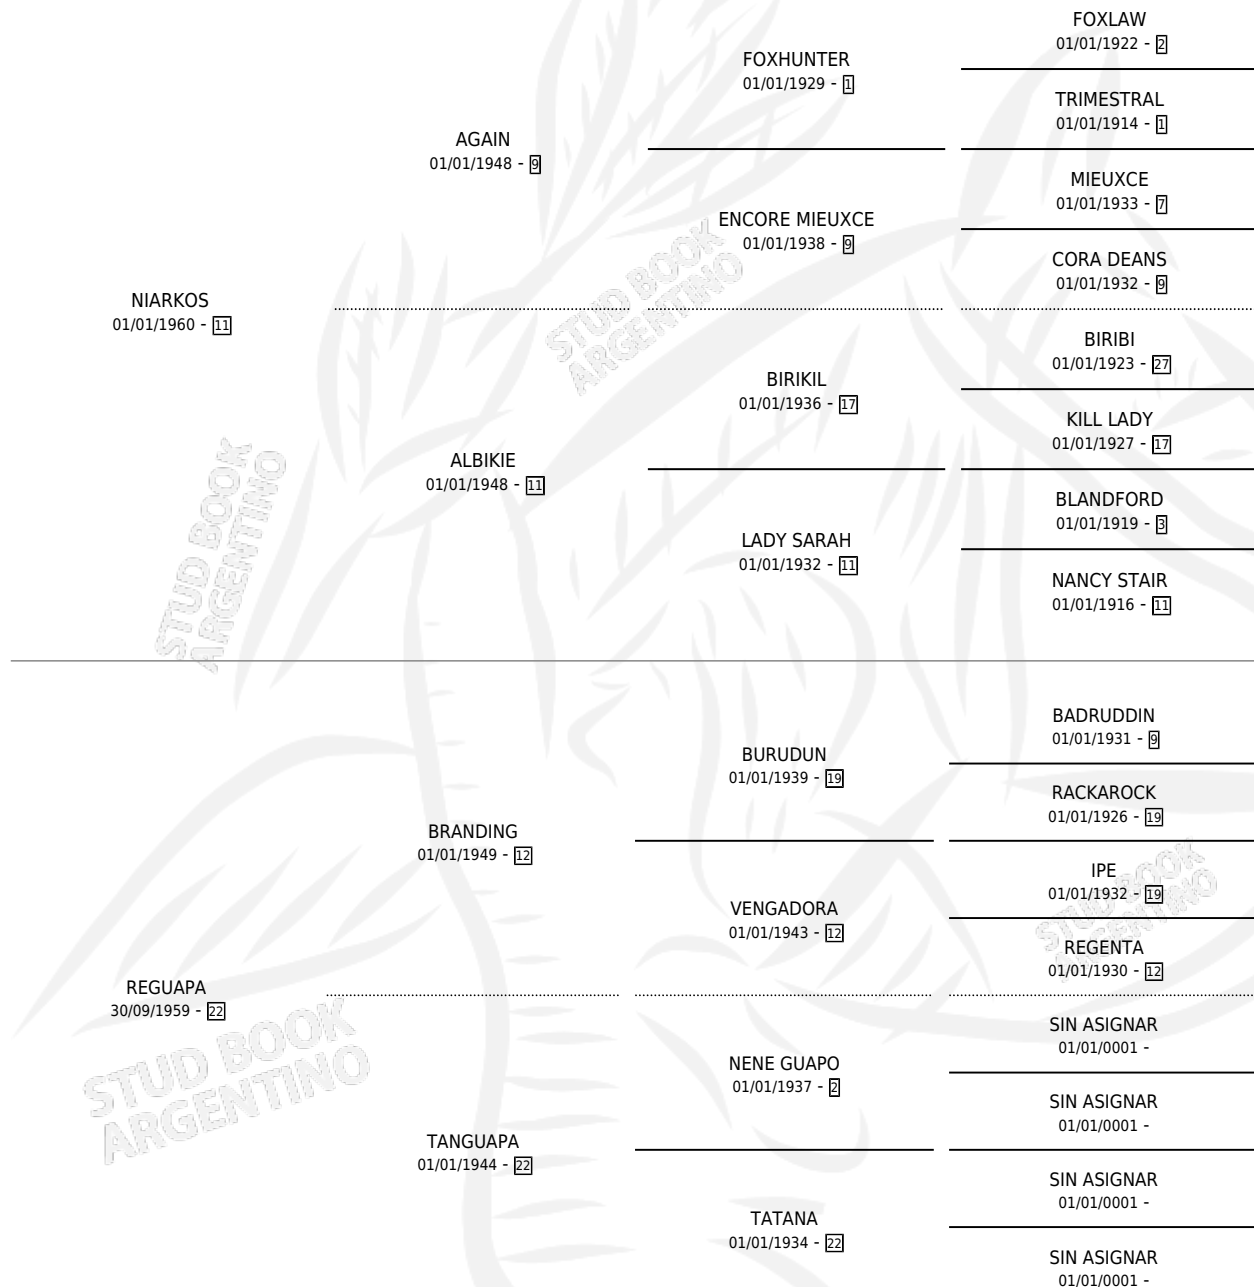 FOXLAW
01/01/1922 - 2
FOXHUNTER
01/01/1929 - 1
TRIMESTRAL
01/01/1914 - 1
AGAIN
01/01/1948 - 9
MIEUXCE
01/01/1933 - 7
ENCORE MIEUXCE
01/01/1938 - 9
CORA DEANS
01/01/1932 - 9
NIARKOS
01/01/1960 - 11
BIRIBI
01/01/1923 - 27
BIRIKIL
01/01/1936 - 17
KILL LADY
01/01/1927 - 17
ALBIKIE
01/01/1948 - 11
BLANDFORD
01/01/1919 - 3
LADY SARAH
01/01/1932 - 11
NANCY STAIR
01/01/1916 - 11
STUD BOOK
ARGENTINO
STUD BOOK
ARGENTINO
BADRUDDIN
01/01/1931 - 9
BURUDUN
01/01/1939 - 19
RACKAROCK
01/01/1926 - 19
BRANDING
01/01/1949 - 12
IPE
01/01/1932 - 19
VENGADORA
01/01/1943 - 12
REGENTA
01/01/1930 - 12
STUD BOOK
ARGENTINO
REGUAPA
30/09/1959 - 22
STUD BOOK
ARGENTINO
SIN ASIGNAR
01/01/0001 -
NENE GUAPO
01/01/1937 - 2
SIN ASIGNAR
01/01/0001 -
TANGUAPA
01/01/1944 - 22
SIN ASIGNAR
01/01/0001 -
TATANA
01/01/1934 - 22
SIN ASIGNAR
01/01/0001 -